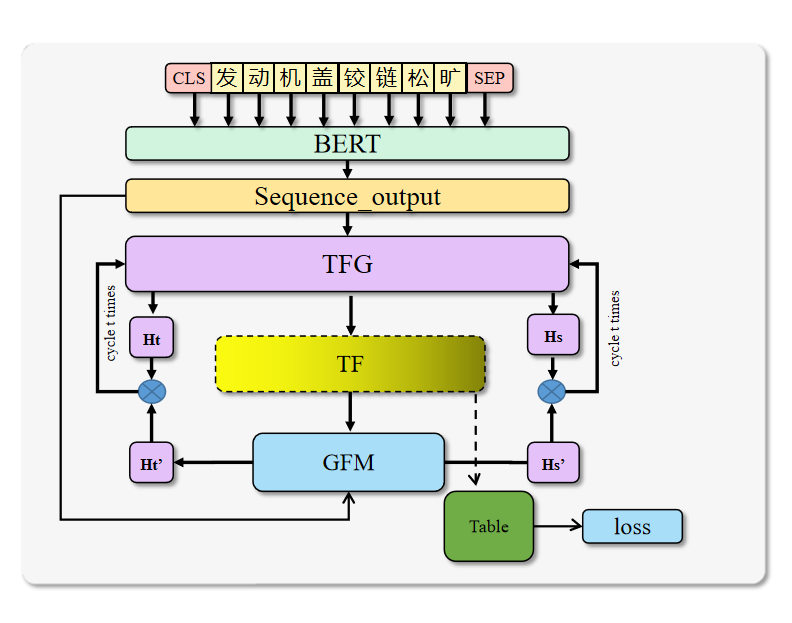 CLS 发 动 机 盖 铰 链 松 旷 SEP
BERT
Sequence_output
TFG
cycle t times
cycle t times
Ht
Hs
TF
Ht’
GFM
Hs’
Table
loss